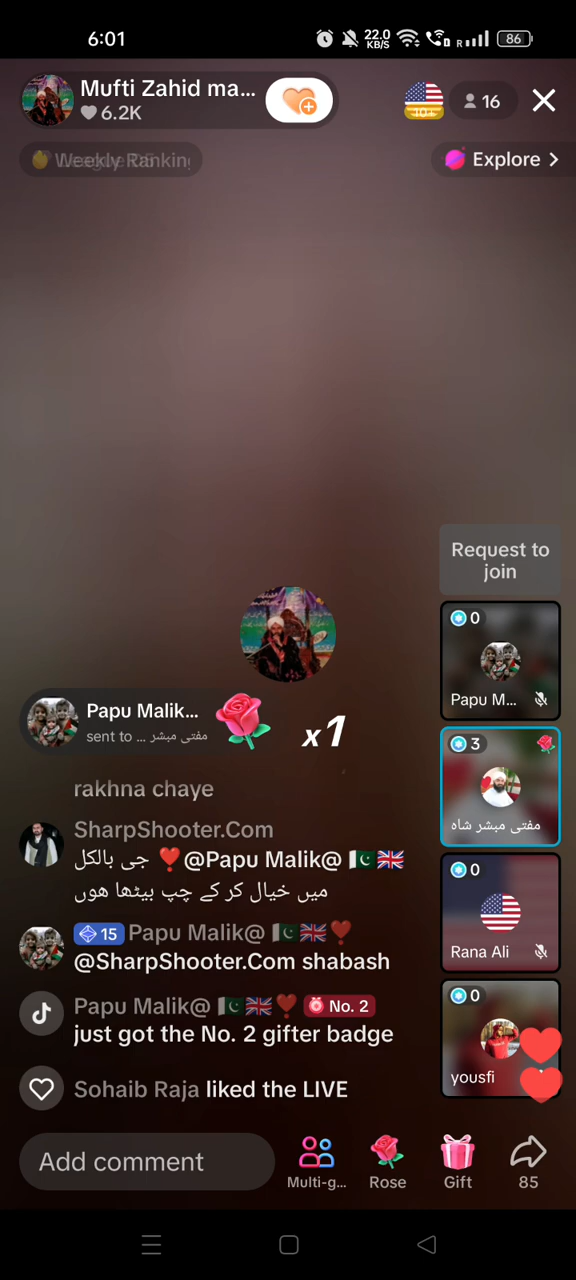 6:01
22.0
KB/S
R
86
Mufti Zahid ma...
6.2K
16
Weekly Ranking
Explore >
Request to
join
0
Papu M...
Papu Malik...
sent to ... مفتی مبشر
x1
3
مفتی مبشر شاہ
rakhna chaye
SharpShooter.Com
جی بالکل ❣️@Papu Malik@ 🇵🇰🇬🇧
میں خیال کر کے چپ بیٹھا ھوں
0
Rana Ali
15 Papu Malik@ 🇵🇰🇬🇧❣️
@SharpShooter.Com shabash
Papu Malik@ 🇵🇰🇬🇧❣️ No. 2
just got the No. 2 gifter badge
0
yousfi
Sohaib Raja liked the LIVE
Add comment
Multi-g...
Rose
Gift
85